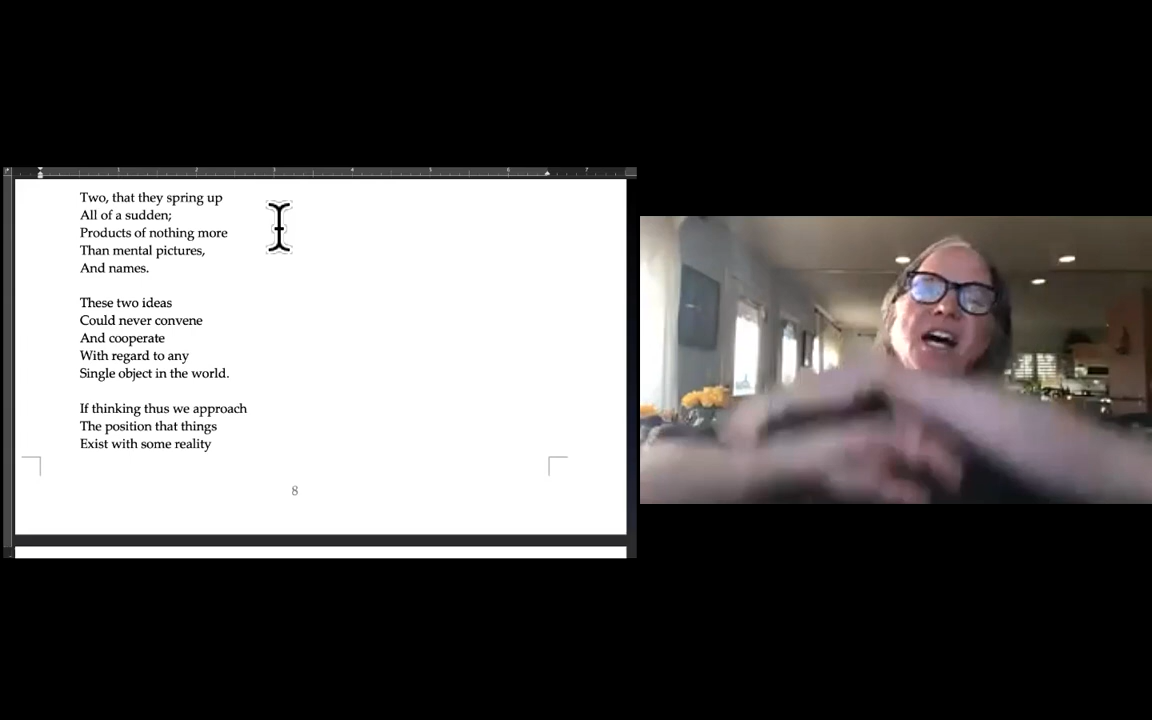 Two, that they spring up
All of a sudden;
Products of nothing more
Than mental pictures,
And names.
These two ideas
Could never convene
And cooperate
With regard to any
Single object in the world.
If thinking thus we approach
The position that things
Exist with some reality
8